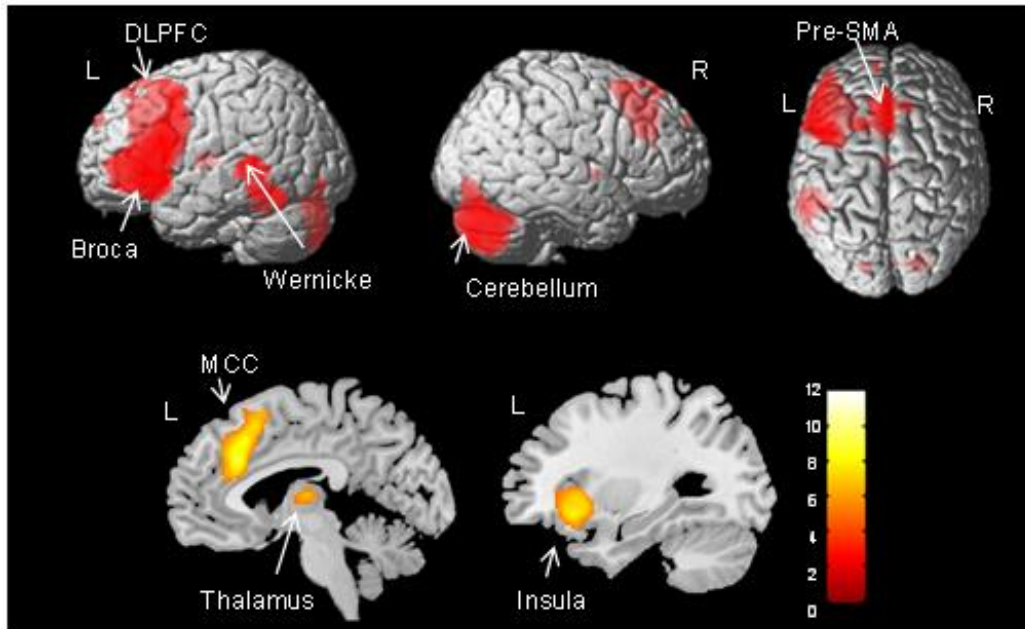 DLPFC
L
Broca
Wernicke
R
Cerebellum
Pre-SMA
L
R
MCC
L
Thalamus
L
Insula
12
10
8
6
4
2
0